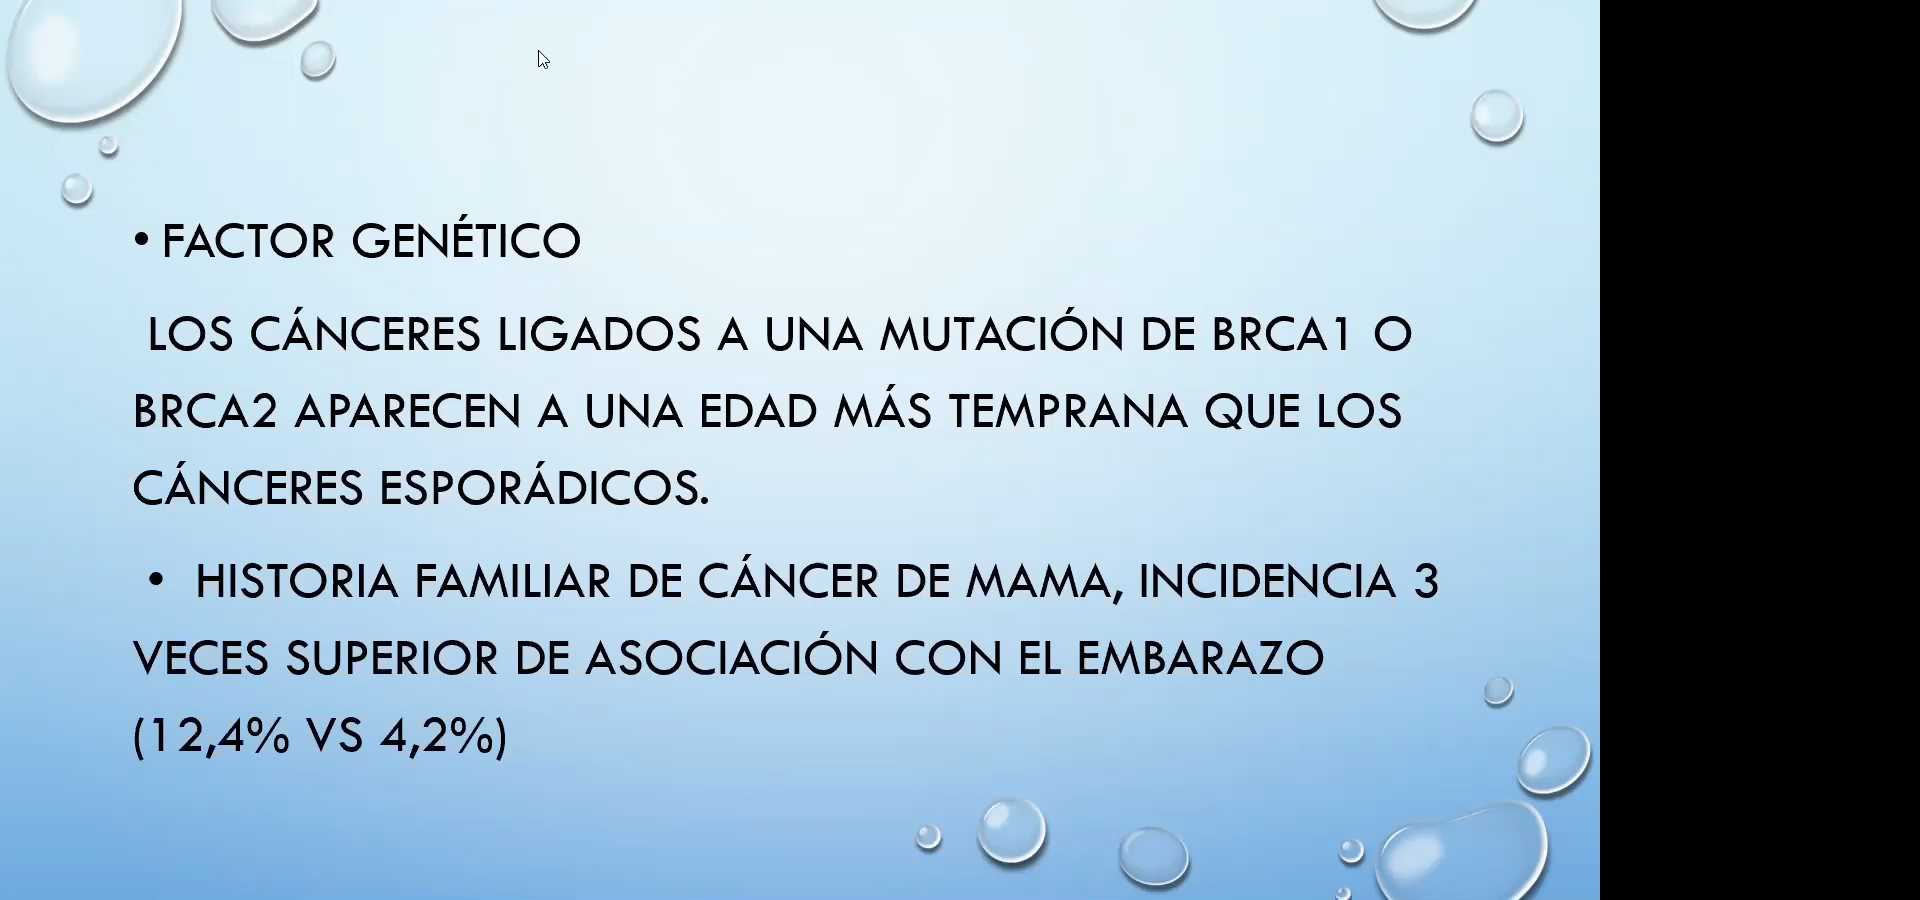 • FACTOR GENÉTICO
LOS CÁNCERES LIGADOS A UNA MUTACIÓN DE BRCA1 O
BRCA2 APARECEN A UNA EDAD MÁS TEMPRANA QUE LOS
CÁNCERES ESPORÁDICOS.
• HISTORIA FAMILIAR DE CÁNCER DE MAMA, INCIDENCIA 3
VECES SUPERIOR DE ASOCIACIÓN CON EL EMBARAZO
(12,4% VS 4,2%)